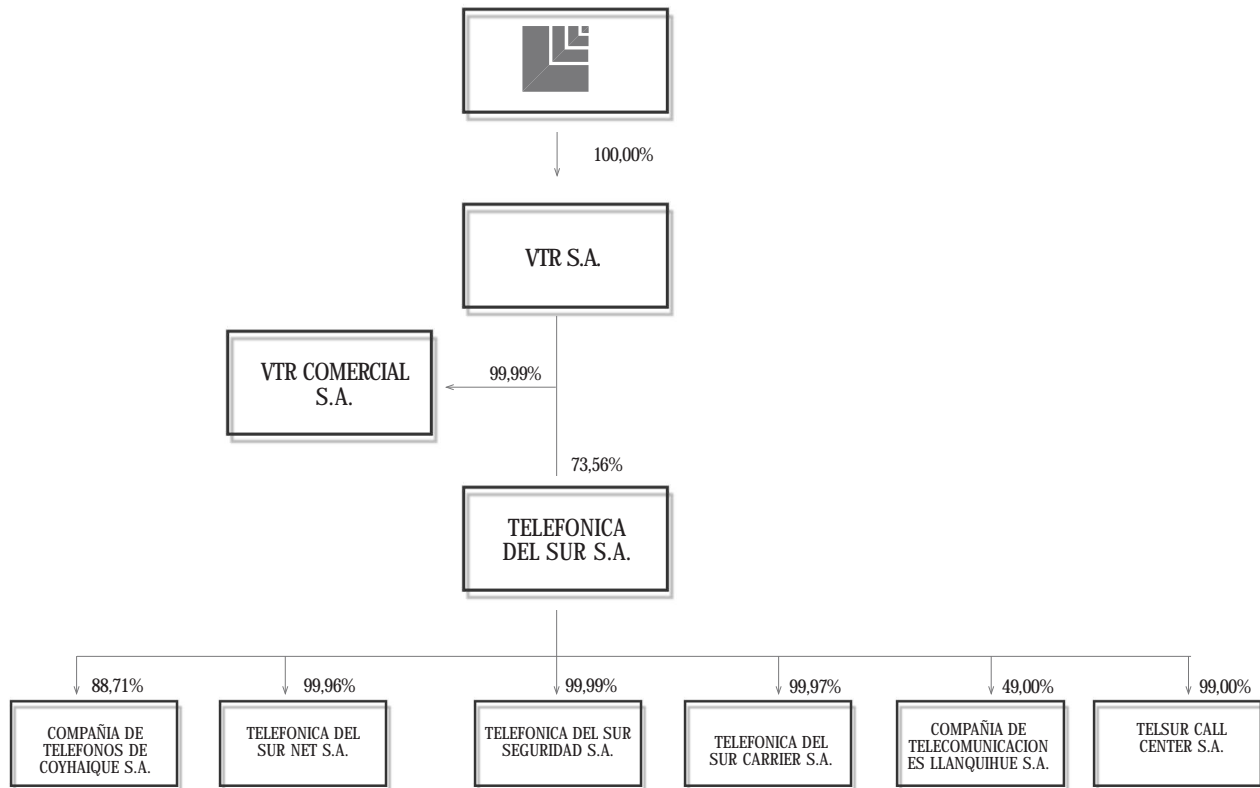 100,00%
VTR S.A.
VTR COMERCIAL
S.A.
99,99%
73,56%
TELEFONICA
DEL SUR S.A.
88,71%
99,96%
99,99%
99,97%
49,00%
99,00%
COMPAÑIA DE
TELEFONOS DE
COYHAIQUE S.A.
TELEFONICA DEL
SUR NET S.A.
TELEFONICA DEL SUR
SEGURIDAD S.A.
TELEFONICA DEL
SUR CARRIER S.A.
COMPAÑIA DE
TELECOMUNICACION
ES LLANQUIHUE S.A.
TELSUR CALL
CENTER S.A.